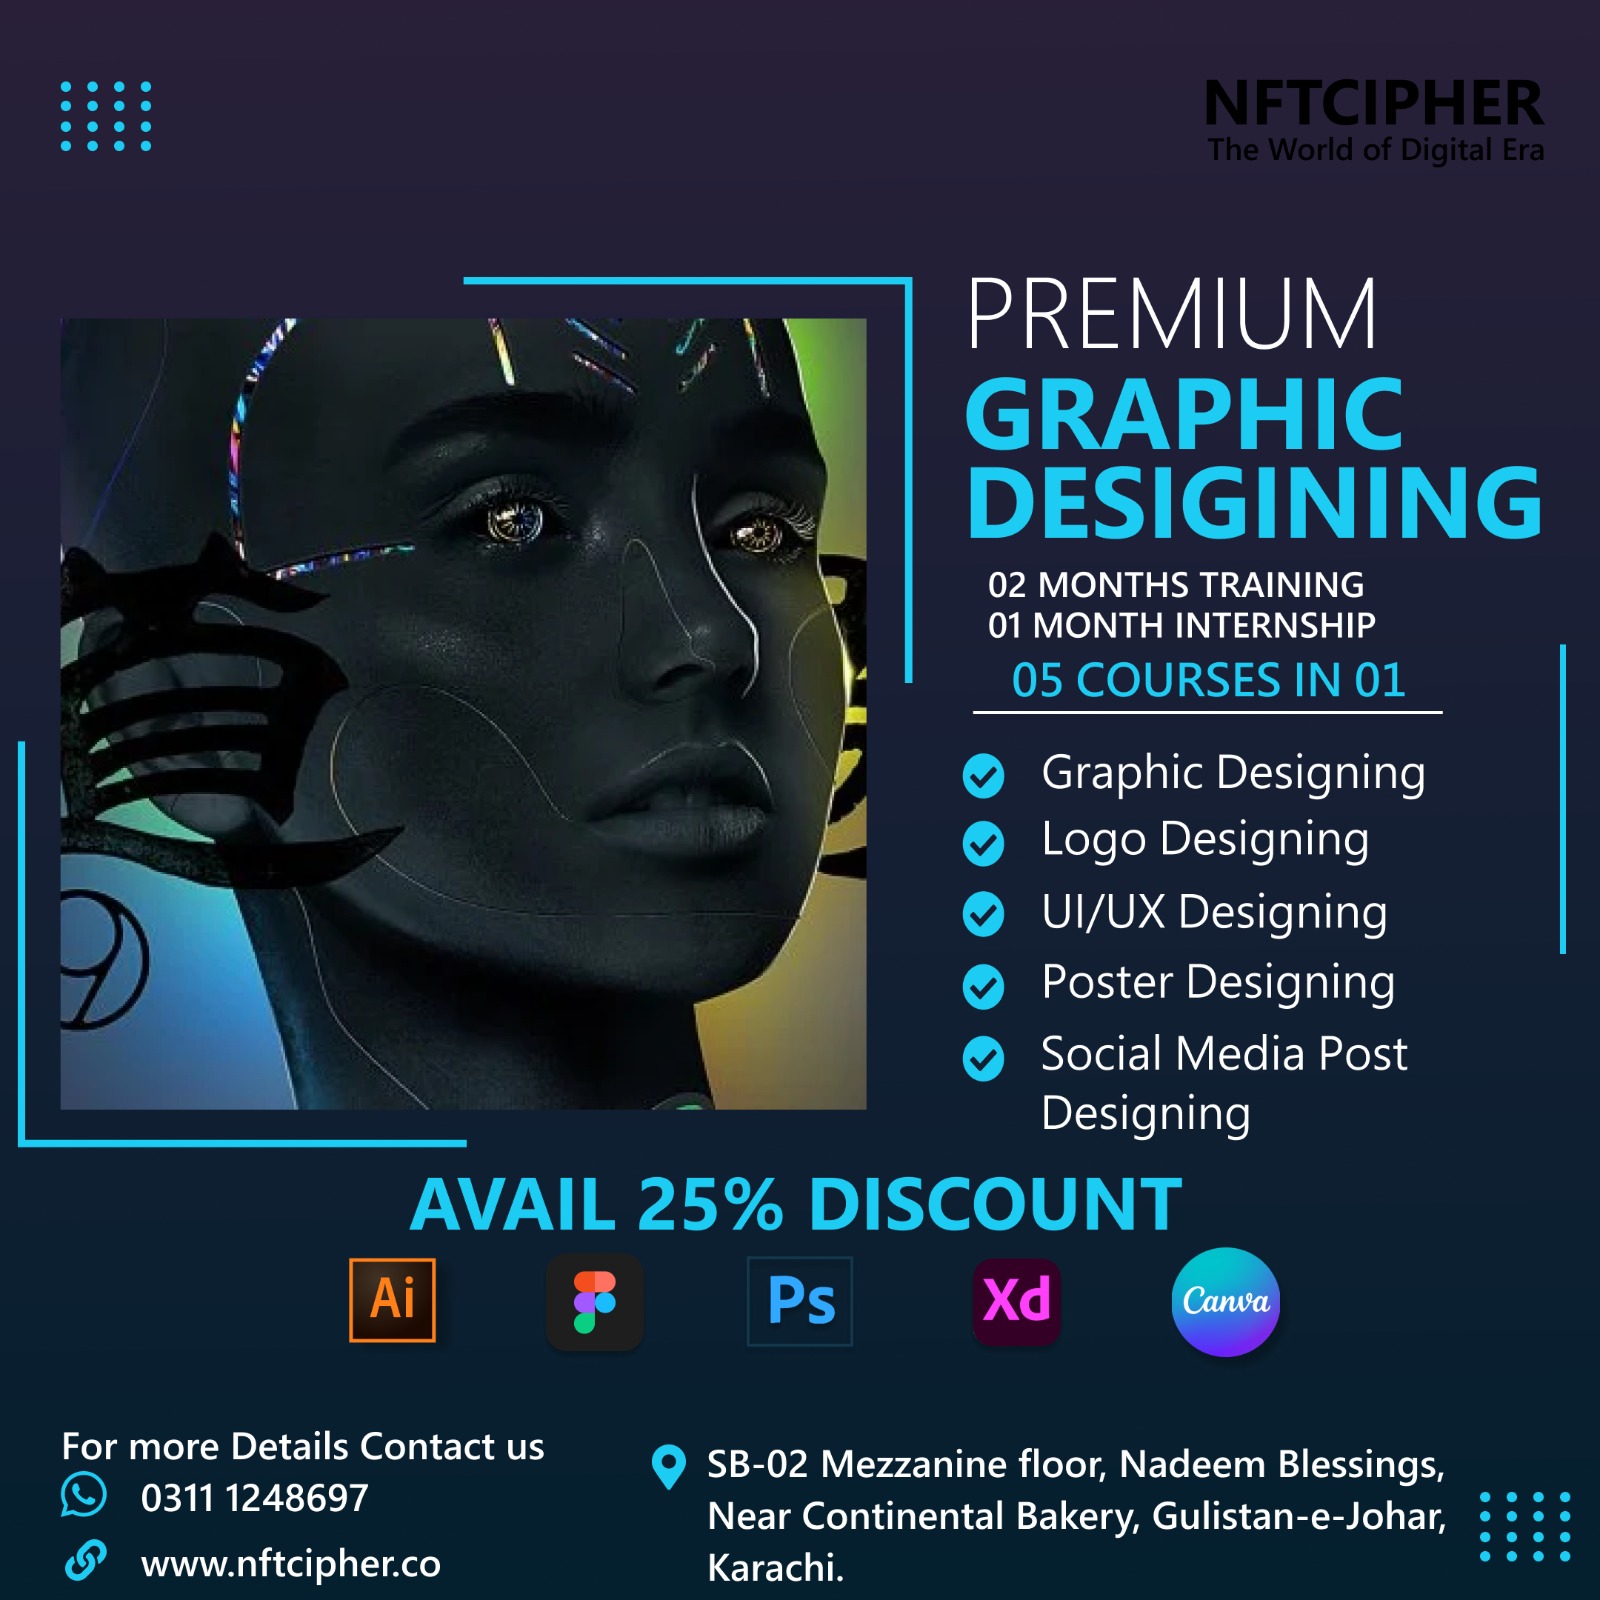 NFTCIPHER
The World of Digital Era
PREMIUM
GRAPHIC
DESIGINING
02 MONTHS TRAINING
01 MONTH INTERNSHIP
05 COURSES IN 01
Graphic Designing
Logo Designing
UI/UX Designing
Poster Designing
Social Media Post
Designing
AVAIL 25% DISCOUNT
Ai
Ps
Xd
Canva
For more Details Contact us
0311 1248697
www.nftcipher.co
SB-02 Mezzanine floor, Nadeem Blessings,
Near Continental Bakery, Gulistan-e-Johar,
Karachi.